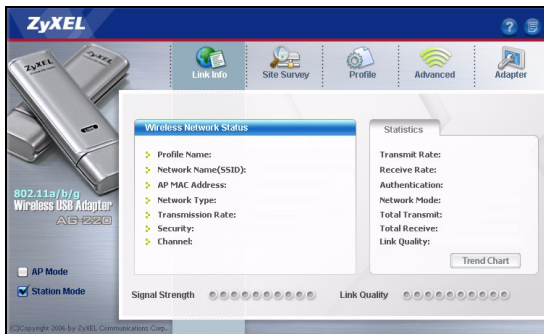 ZyXEL
?
Link Info
Site Survey
Profile
Advanced
Adapter
ZyXEL
ZyXEL
LINK
802.11a/b/g
Wireless USB Adapter
AG-220
AP Mode
Station Mode
Wireless Network Status
Profile Name:
Network Name(SSID):
AP MAC Address:
Network Type:
Transmission Rate:
Security:
Channel:
Statistics
Transmit Rate:
Receive Rate:
Authentication:
Network Mode:
Total Transmit:
Total Receive:
Link Quality:
Trend Chart
Signal Strength
Link Quality
(C)Copyright 2006 by ZyXEL Communications Corp.